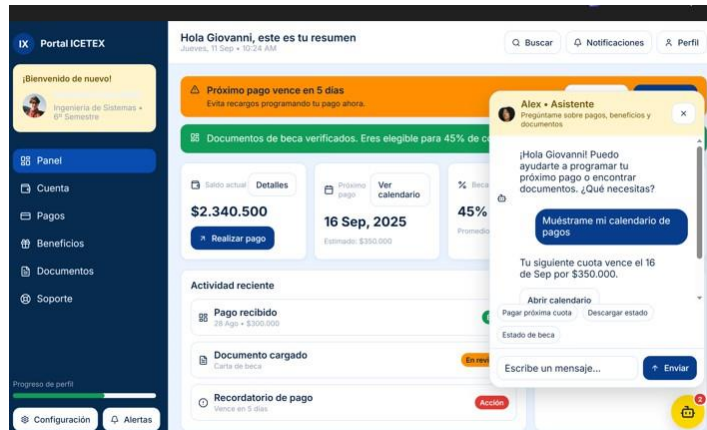 IX Portal ICETEX
¡Bienvenido de nuevo!
Ingeniería de Sistemas •
6º Semestre
Panel
Cuenta
Pagos
Beneficios
Documentos
Soporte
Progreso de perfil
Configuración
Alertas
Hola Giovanni, este es tu resumen
Jueves, 11 Sep • 10:24 AM
Buscar
Notificaciones
Perfil
Próximo pago vence en 5 días
Evita recargos programando tu pago ahora.
Documentos de beca verificados. Eres elegible para 45% de
Saldo actual
Detalles
$2.340.500
Realizar pago
Próximo
pago
Ver
calendario
16 Sep, 2025
Estimado: $350.000
Beca
45%
Promedio
Actividad reciente
Pago recibido
28 Ago • $300.000
Documento cargado
Carta de beca
En revi
Recordatorio de pago
Vence en 5 días
Acción
Alex • Asistente
Pregúntame sobre pagos, beneficios y
documentos
¡Hola Giovanni! Puedo
ayudarte a programar tu
próximo pago o encontrar
documentos. ¿Qué necesitas?
Muéstrame mi calendario de
pagos
Tu siguiente cuota vence el 16
de Sep por $350.000.
Abrir calendario
Pagar próxima cuota
Descargar estado
Estado de beca
Escribe un mensaje...
Enviar
2